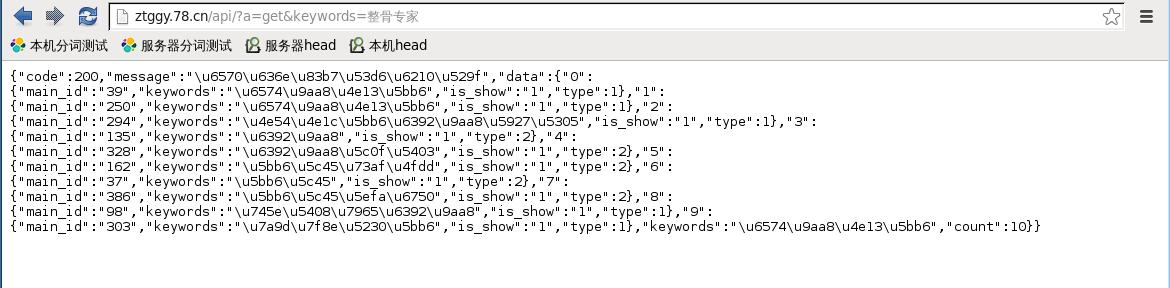 ztggy.78.cn/api/?a=get&keywords=整骨专家
本机分词测试 服务器分词测试 服务器head 本机head
{"code":200,"message":"\u6570\u636e\u83b7\u53d6\u6210\u529f","data":{"0":
{"main_id":"39","keywords":"\u6574\u9aa8\u4e13\u5bb6","is_show":"1","type":1},"1":
{"main_id":"250","keywords":"\u6574\u9aa8\u4e13\u5bb6","is_show":"1","type":1},"2":
{"main_id":"294","keywords":"\u4e54\u4e1c\u5bb6\u6392\u9aa8\u5927\u5305","is_show":"1","type":1},"3":
{"main_id":"135","keywords":"\u6392\u9aa8","is_show":"1","type":2},"4":
{"main_id":"328","keywords":"\u6392\u9aa8\u5c0f\u5403","is_show":"1","type":2},"5":
{"main_id":"162","keywords":"\u5bb6\u5c45\u73af\u4fdd","is_show":"1","type":2},"6":
{"main_id":"37","keywords":"\u5bb6\u5c45","is_show":"1","type":2},"7":
{"main_id":"386","keywords":"\u5bb6\u5c45\u5efa\u6750","is_show":"1","type":2},"8":
{"main_id":"98","keywords":"\u745e\u5408\u7965\u6392\u9aa8","is_show":"1","type":1},"9":
{"main_id":"303","keywords":"\u7a9d\u7f8e\u5230\u5bb6","is_show":"1","type":1},"keywords":"\u6574\u9aa8\u4e13\u5bb6","count":10}}